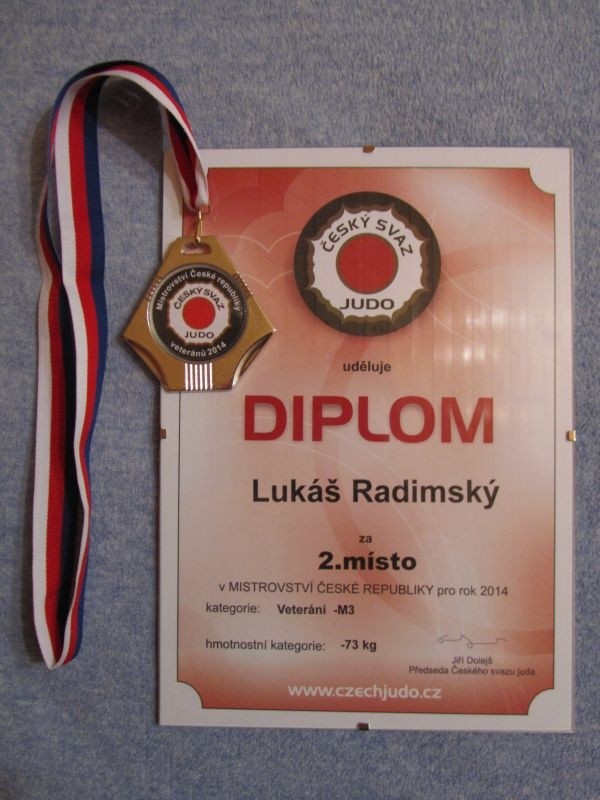 Mistrovství České republiky
ČESKÝ SVAZ
JUDO
veteránů 2014
ČESKÝ SVAZ
JUDO
uděluje
DIPLOM
Lukáš Radimský
za
2.místo
v MISTROVSTVÍ ČESKÉ REPUBLIKY pro rok 2014
kategorie: Veteráni -M3
hmotnostní kategorie: -73 kg
Jiří Dolejš
Předseda Českého svazu juda
www.czechjudo.cz